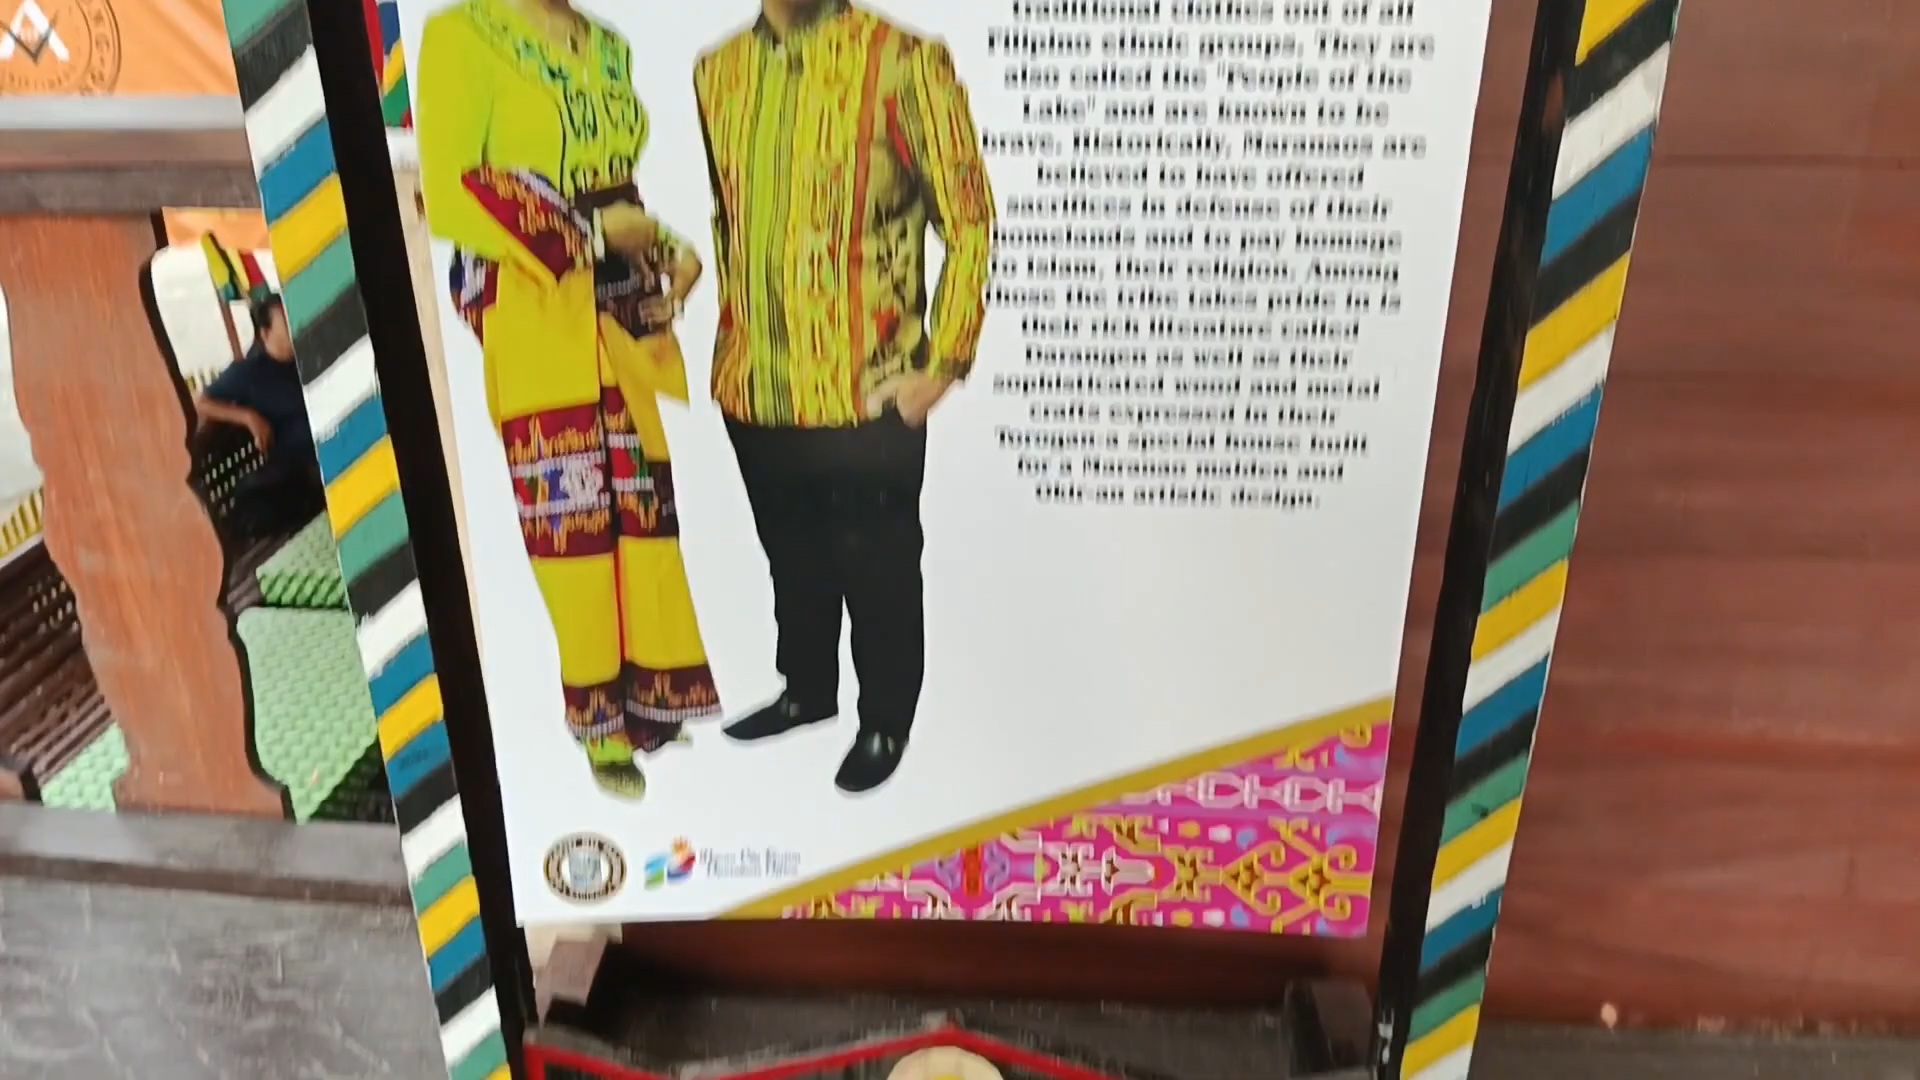 traditional clothes out of all
Filipino ethnic groups. They are
also called the "People of the
Lake" and are known to be
brave. Historically, Maranaos are
believed to have offered
sacrifices in defense of their
homelands and to pay homage
to Islam, their religion. Among
those the tribe takes pride in is
their rich literature called
Darangen as well as their
sophisticated wood and metal
crafts expressed in their
Torogan-a special house built
for a Maranao maiden and
Okir-an artistic design.